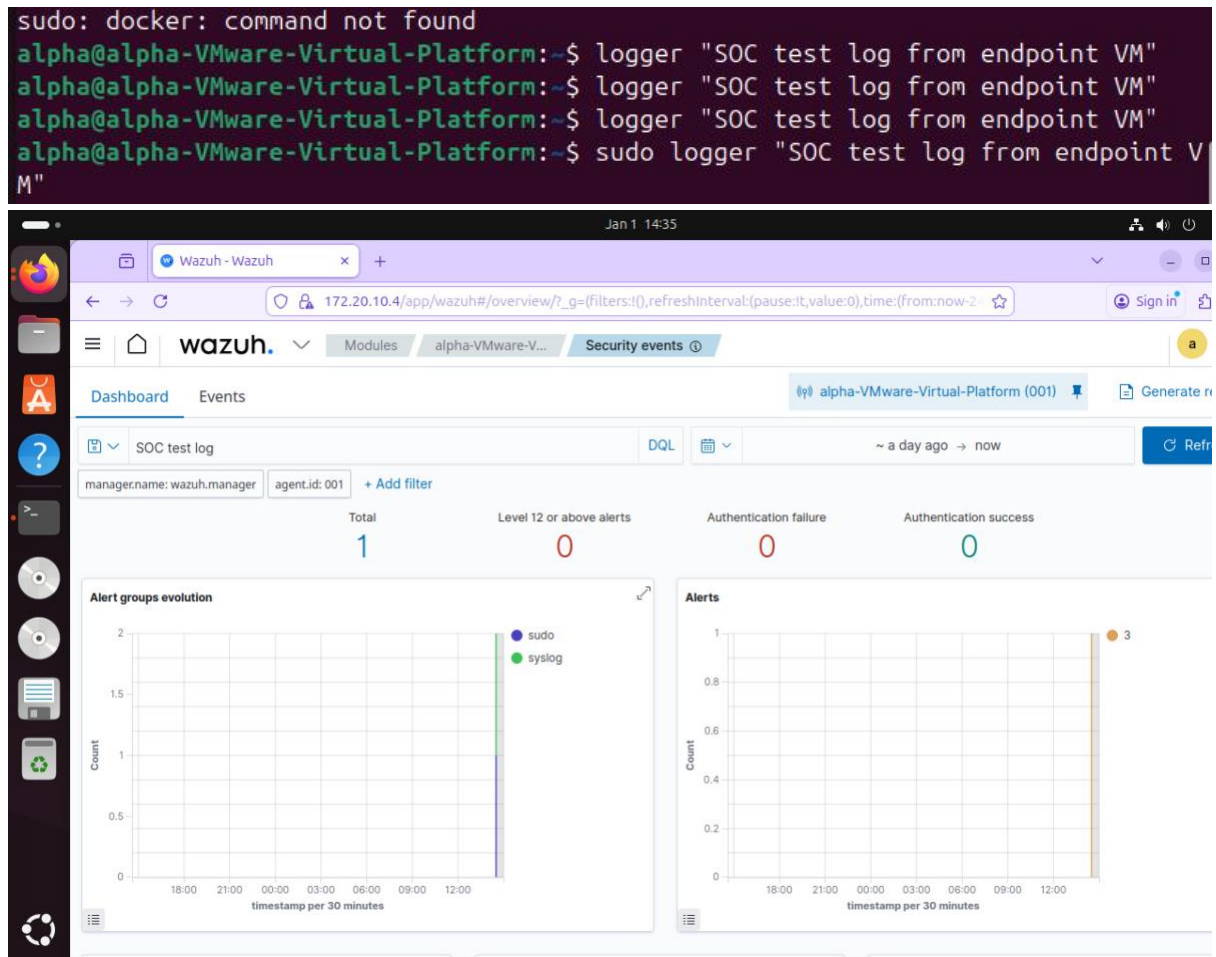 sudo: docker: command not found
alpha@alpha-VMware-Virtual-Platform:~$ logger "SOC test log from endpoint VM"
alpha@alpha-VMware-Virtual-Platform:~$ logger "SOC test log from endpoint VM"
alpha@alpha-VMware-Virtual-Platform:~$ logger "SOC test log from endpoint VM"
alpha@alpha-VMware-Virtual-Platform:~$ sudo logger "SOC test log from endpoint V
M"
Jan 1 14:35
Wazuh - Wazuh
172.20.10.4/app/wazuh#/overview/?_g=(filters:!(),refreshInterval:(pause:!t,value:0),time:(from:now-2
Sign in
wazuh. Modules alpha-VMware-V... Security events a
Dashboard Events alpha-VMware-Virtual-Platform (001) Generate re
SOC test log DQL ~ a day ago → now Refr
manager.name: wazuh.manager agent.id: 001 + Add filter
Total Level 12 or above alerts Authentication failure Authentication success
1 0 0 0
Alert groups evolution
2
1.5
1
0.5
0
Count
18:00 21:00 00:00 03:00 06:00 09:00 12:00
timestamp per 30 minutes
sudo
syslog
Alerts
1
0.8
0.6
0.4
0.2
0
Count
18:00 21:00 00:00 03:00 06:00 09:00 12:00
timestamp per 30 minutes
3